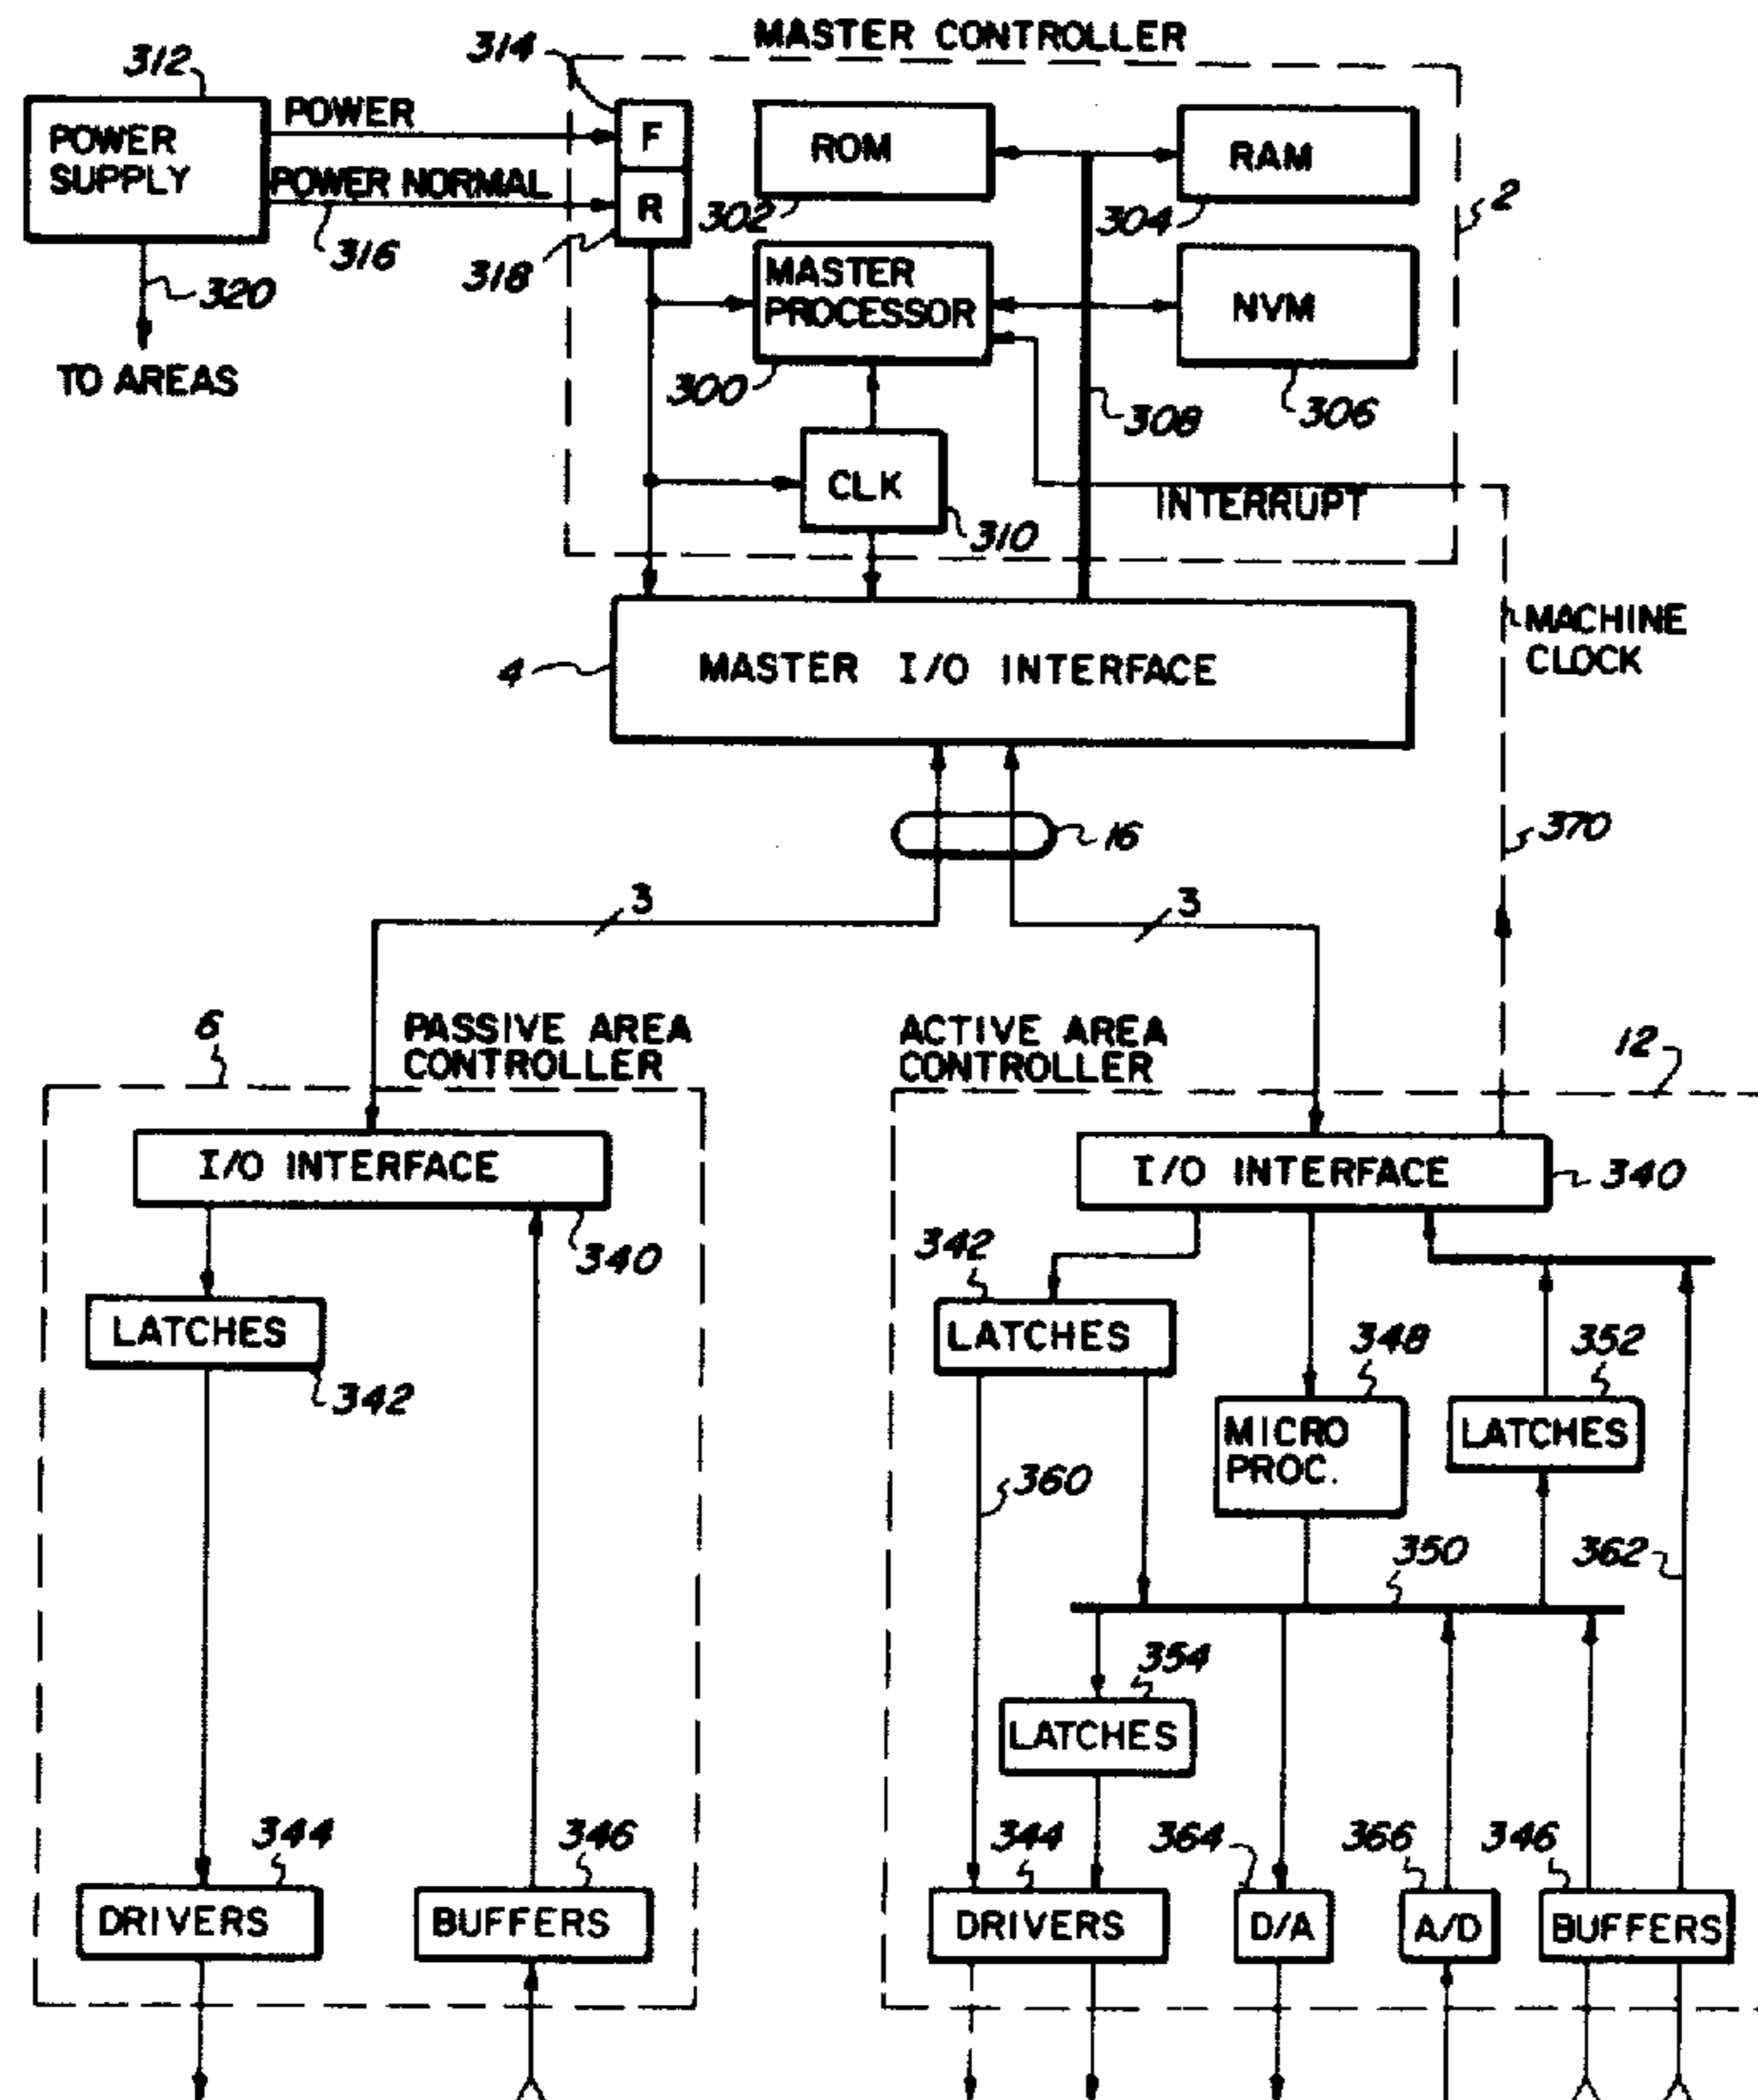 MASTER CONTROLLER
312
314
POWER
SUPPLY
POWER
POWER NORMAL
316
318
320
TO AREAS
F
R
ROM
302
RAM
304
2
MASTER
PROCESSOR
300
NVM
306
308
CLK
310
INTERRUPT
MACHINE
CLOCK
4
MASTER I/O INTERFACE
16
370
3
3
6
PASSIVE AREA
CONTROLLER
ACTIVE AREA
CONTROLLER
12
I/O INTERFACE
340
I/O INTERFACE
340
LATCHES
342
342
LATCHES
348
MICRO
PROC.
352
LATCHES
360
350
362
354
LATCHES
344
DRIVERS
346
BUFFERS
344
DRIVERS
364
D/A
366
A/D
346
BUFFERS